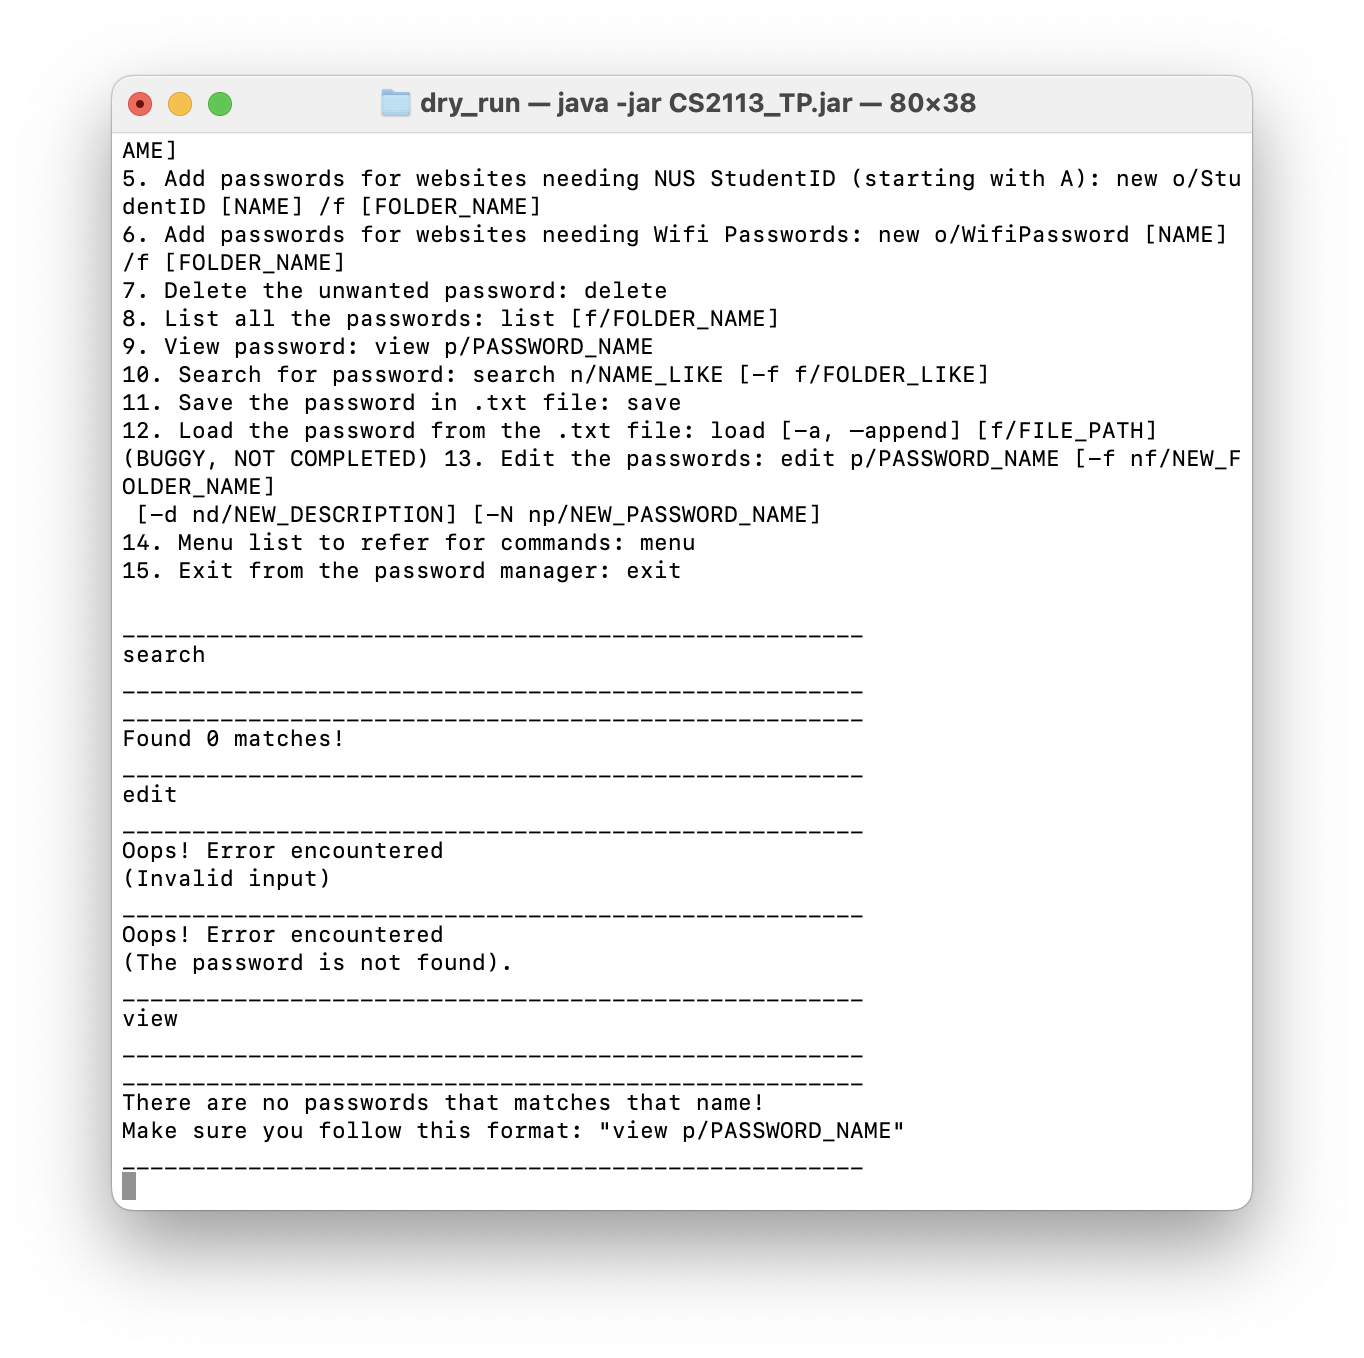 dry_run — java -jar CS2113_TP.jar — 80×38
AME]
5. Add passwords for websites needing NUS StudentID (starting with A): new o/Stu
dentID [NAME] /f [FOLDER_NAME]
6. Add passwords for websites needing Wifi Passwords: new o/WifiPassword [NAME]
/f [FOLDER_NAME]
7. Delete the unwanted password: delete
8. List all the passwords: list [f/FOLDER_NAME]
9. View password: view p/PASSWORD_NAME
10. Search for password: search n/NAME_LIKE [-f f/FOLDER_LIKE]
11. Save the password in .txt file: save
12. Load the password from the .txt file: load [-a, —append] [f/FILE_PATH]
(BUGGY, NOT COMPLETED) 13. Edit the passwords: edit p/PASSWORD_NAME [-f nf/NEW_F
OLDER_NAME]
 [-d nd/NEW_DESCRIPTION] [-N np/NEW_PASSWORD_NAME]
14. Menu list to refer for commands: menu
15. Exit from the password manager: exit
_____________________________________________________
search
_____________________________________________________
_____________________________________________________
Found 0 matches!
_____________________________________________________
edit
_____________________________________________________
Oops! Error encountered
(Invalid input)
_____________________________________________________
Oops! Error encountered
(The password is not found).
_____________________________________________________
view
_____________________________________________________
_____________________________________________________
There are no passwords that matches that name!
Make sure you follow this format: "view p/PASSWORD_NAME"
_____________________________________________________